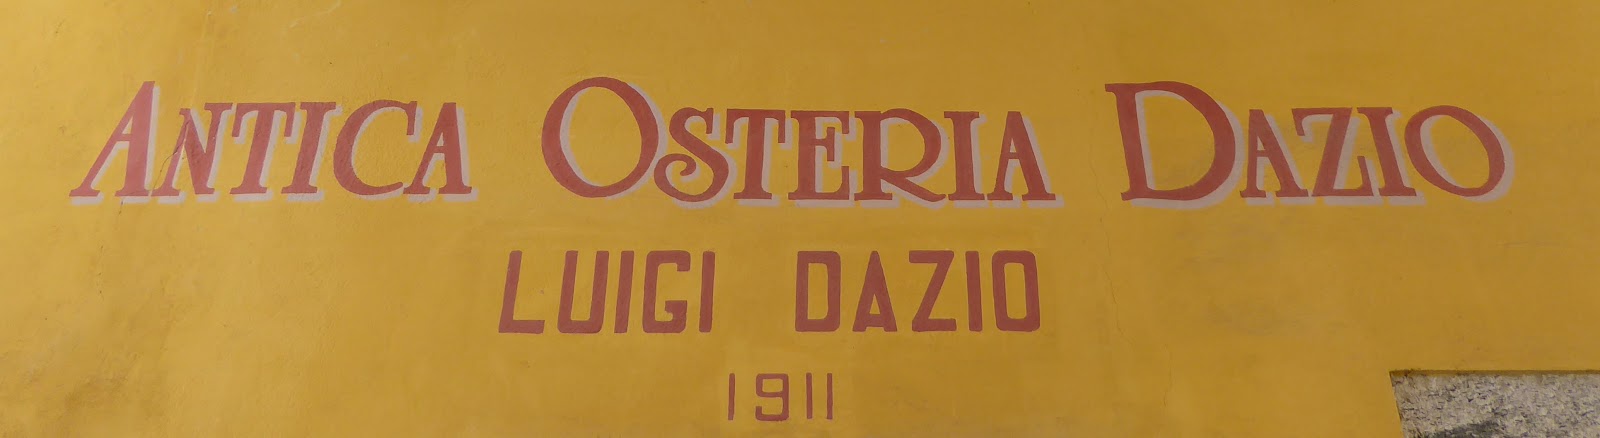 ANTICA OSTERIA DAZIO
LUIGI DAZIO
1911